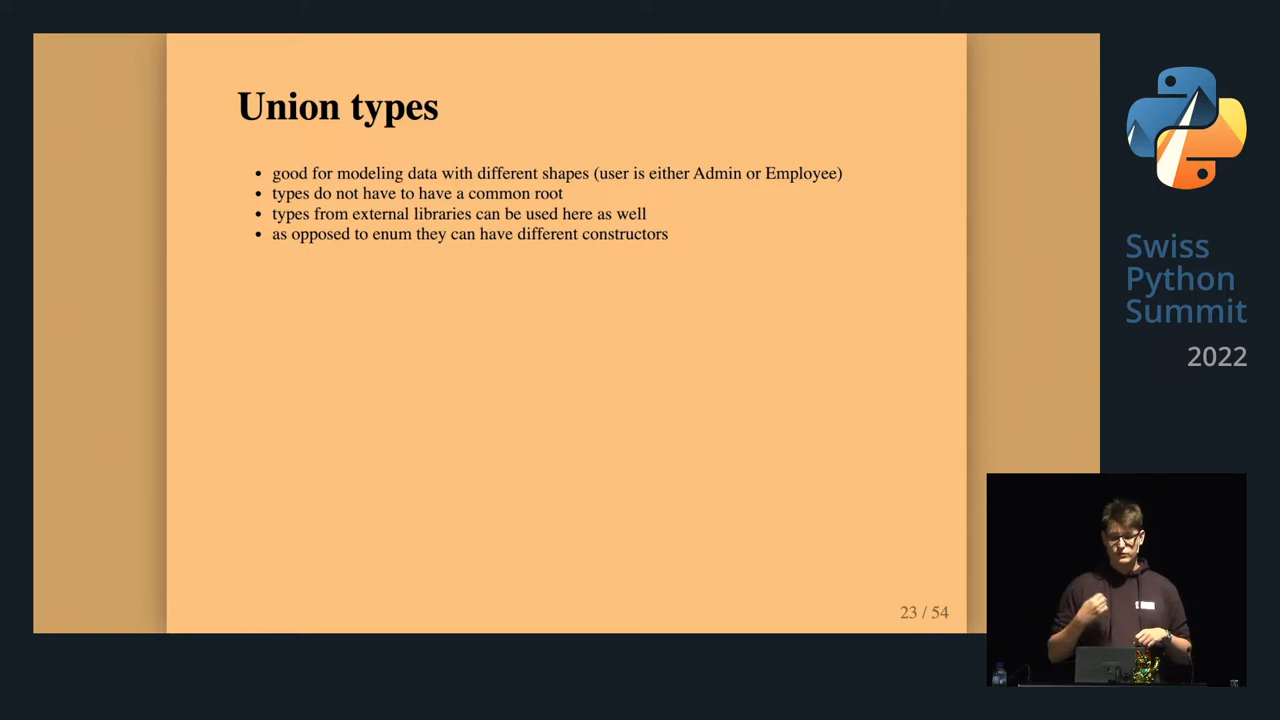 Union types
good for modeling data with different shapes (user is either Admin or Employee)
types do not have to have a common root
types from external libraries can be used here as well
as opposed to enum they can have different constructors
23 / 54
Swiss
Python
Summit
2022